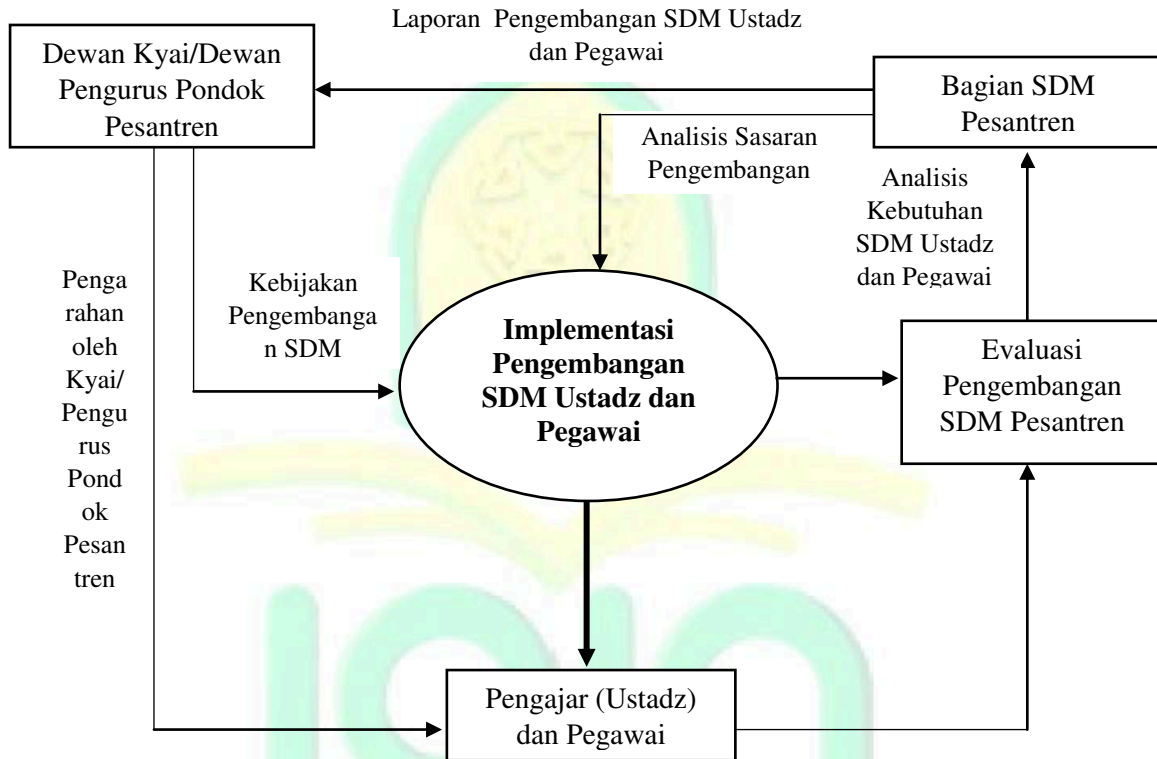 Laporan Pengembangan SDM Ustadz
dan Pegawai
Dewan Kyai/Dewan
Pengurus Pondok
Pesantren
Bagian SDM
Pesantren
Analisis Sasaran
Pengembangan
Analisis
Kebutuhan
SDM Ustadz
dan Pegawai
Penga
rahan
oleh
Kyai/
Pengu
rus
Pond
ok
Pesan
tren
Kebijakan
Pengembanga
n SDM
Implementasi
Pengembangan
SDM Ustadz dan
Pegawai
Evaluasi
Pengembangan
SDM Pesantren
Pengajar (Ustadz)
dan Pegawai
iain